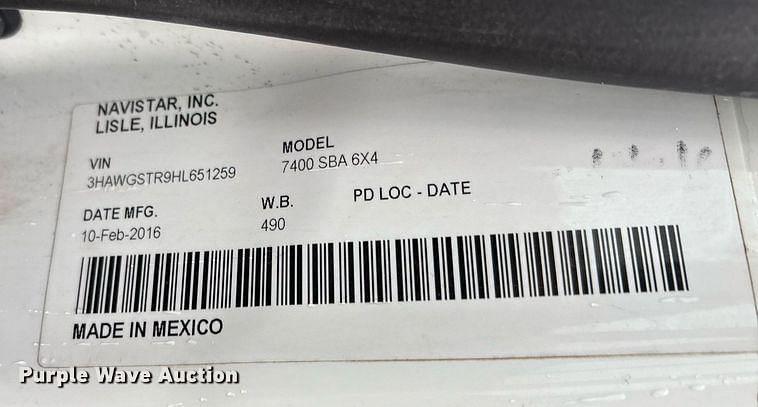 NAVISTAR, INC.
LISLE, ILLINOIS
VIN
3HAWGSTR9HL651259
MODEL
7400 SBA 6X4
DATE MFG.
10-Feb-2016
W.B.
490
PD LOC - DATE
MADE IN MEXICO
Purple Wave Auction